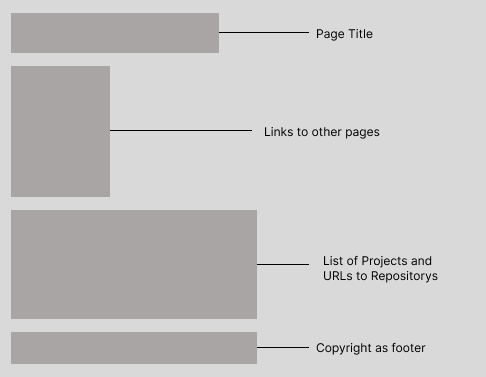 Page Title
Links to other pages
List of Projects and
URLs to Repositorys
Copyright as footer